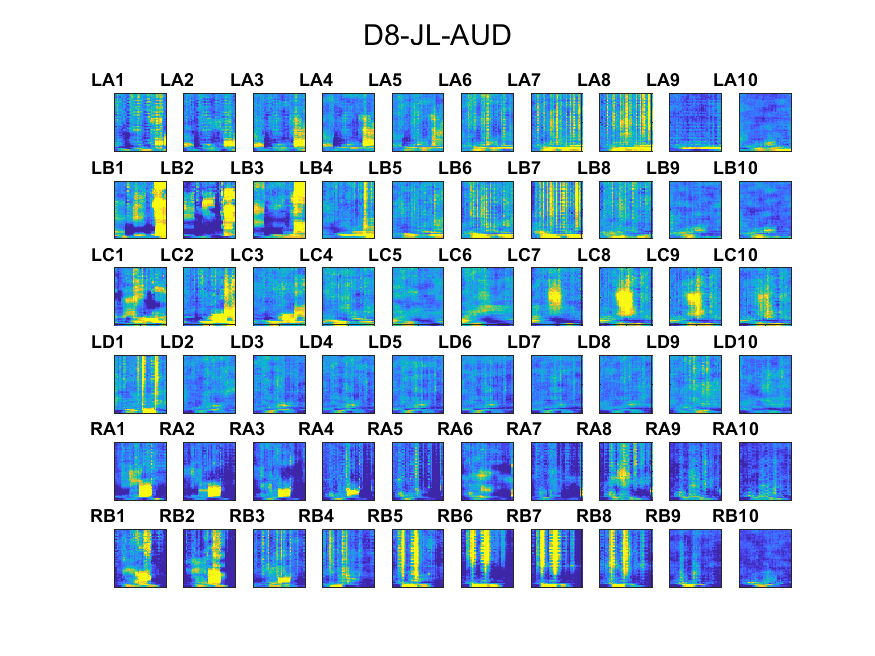 D8-JL-AUD
LA1 LA2 LA3 LA4 LA5 LA6 LA7 LA8 LA9 LA10
LB1 LB2 LB3 LB4 LB5 LB6 LB7 LB8 LB9 LB10
LC1 LC2 LC3 LC4 LC5 LC6 LC7 LC8 LC9 LC10
LD1 LD2 LD3 LD4 LD5 LD6 LD7 LD8 LD9 LD10
RA1 RA2 RA3 RA4 RA5 RA6 RA7 RA8 RA9 RA10
RB1 RB2 RB3 RB4 RB5 RB6 RB7 RB8 RB9 RB10